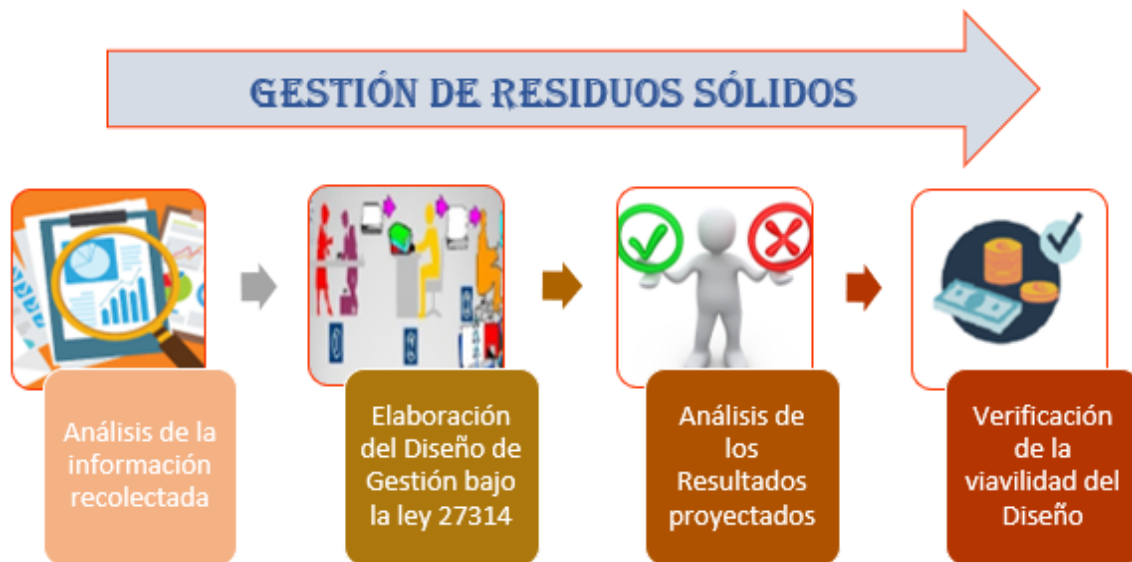 GESTIÓN DE RESIDUOS SÓLIDOS
Análisis de la
información
recolectada
Elaboración
del Diseño de
Gestión bajo
la ley 27314
Análisis de
los
Resultados
proyectados
Verificación
de la
viavilidad del
Diseño